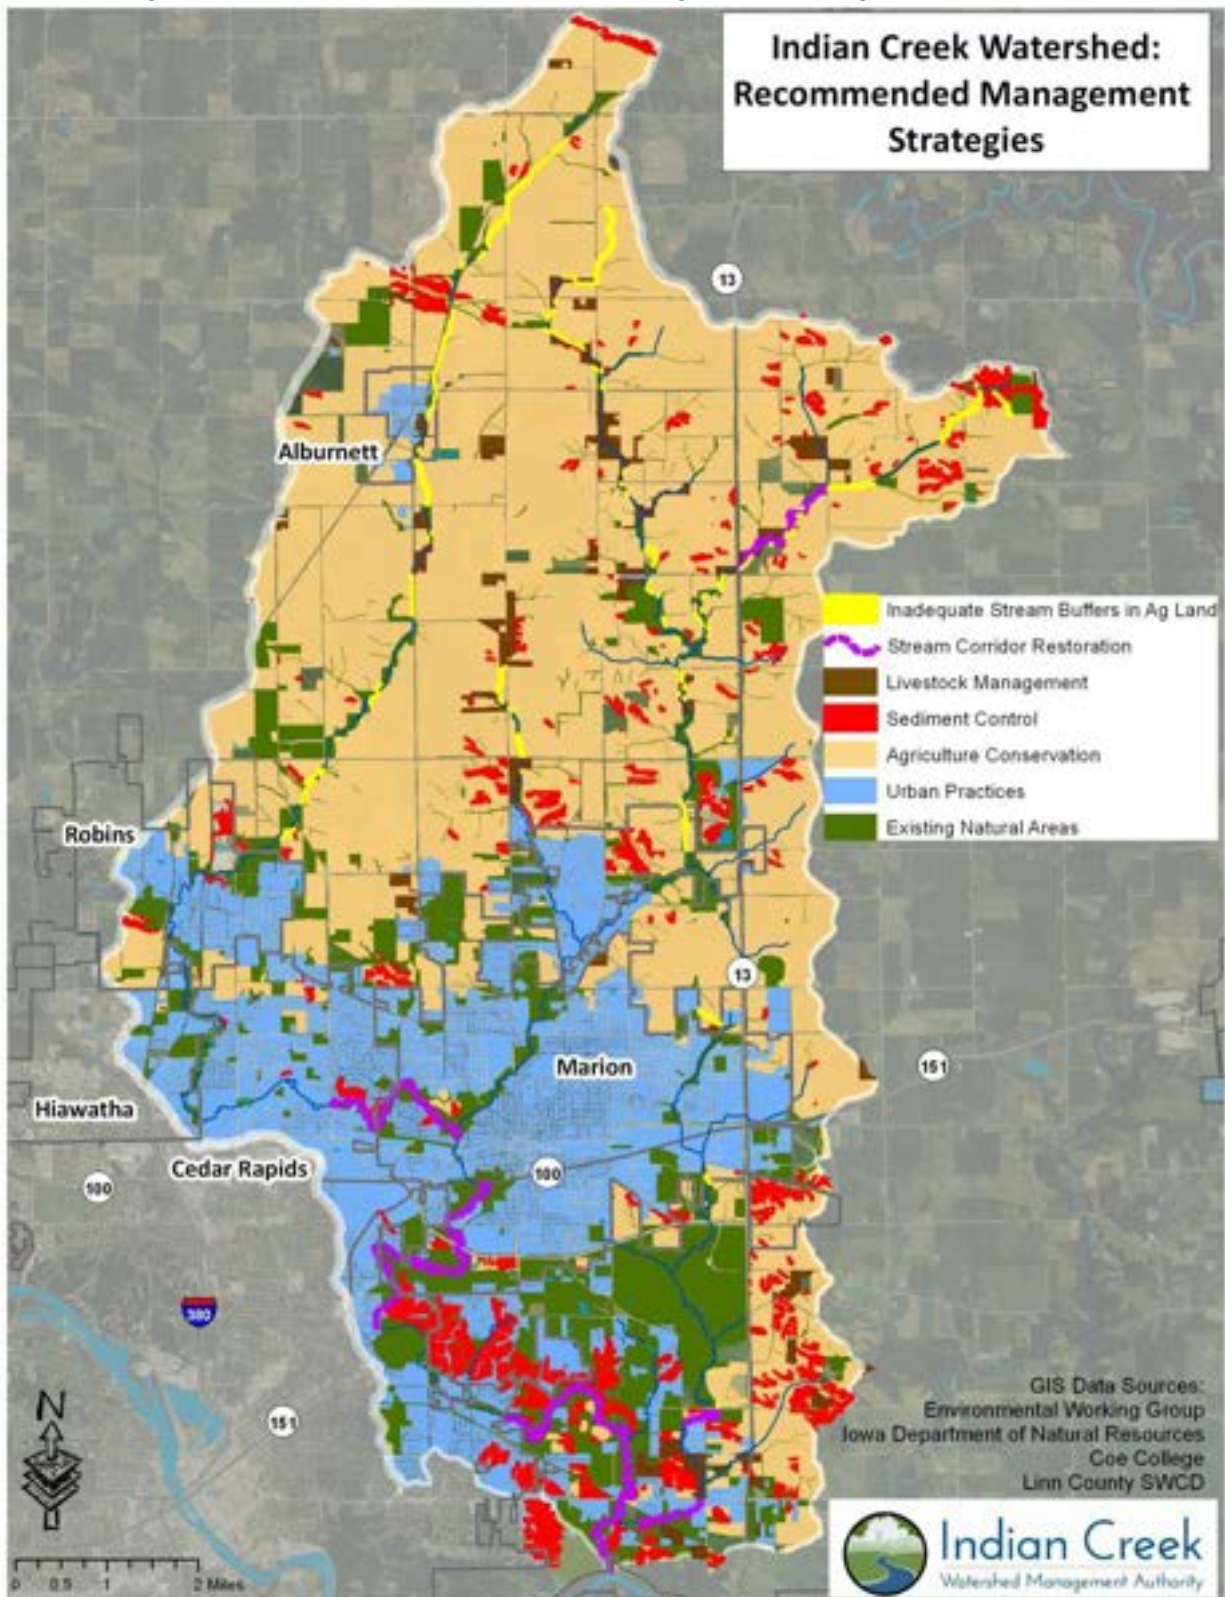 Indian Creek Watershed:
Recommended Management
Strategies
13
Alburnett
Inadequate Stream Buffers in Ag Land
Stream Corridor Restoration
Livestock Management
Sediment Control
Agriculture Conservation
Urban Practices
Existing Natural Areas
Robins
13
Marion
151
Hiawatha
Cedar Rapids
100
100
380
151
N
GIS Data Sources:
Environmental Working Group
Iowa Department of Natural Resources
Coe College
Linn County SWCD
0 0.5 1 2 Miles
Indian Creek
Watershed Management Authority